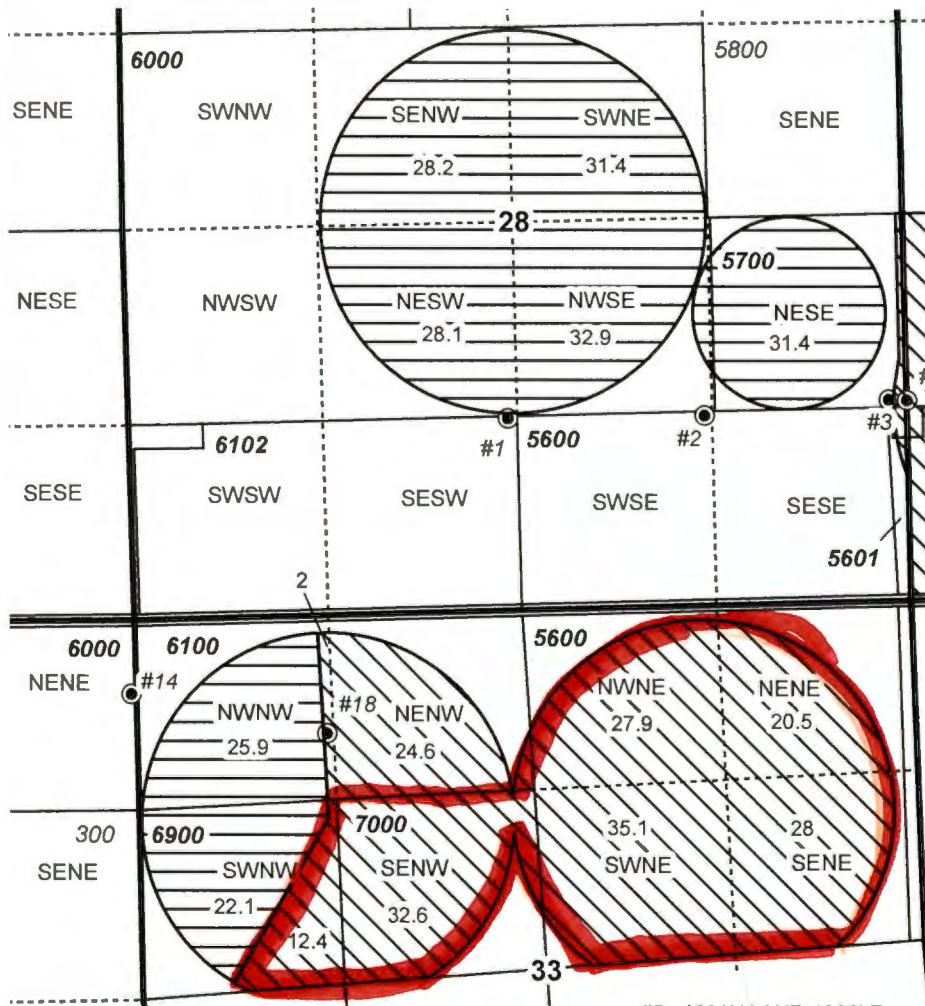 6000
5800
SENE
SWNW
SENW
SWNE
SENE
28.2
31.4
28
5700
NESE
NWSW
NESW
NWSE
NESE
28.1
32.9
31.4
#
#1
5600
#2
#3
6102
SESE
SWSW
SESW
SWSE
SESE
5601
2
6000
6100
5600
NENE
#14
NWNW
#18
NENW
NWNE
NENE
25.9
24.6
27.9
20.5
300
6900
7000
35.1
28
SENE
SWNW
SENW
SWNE
SENE
22.1
32.6
12.4
33